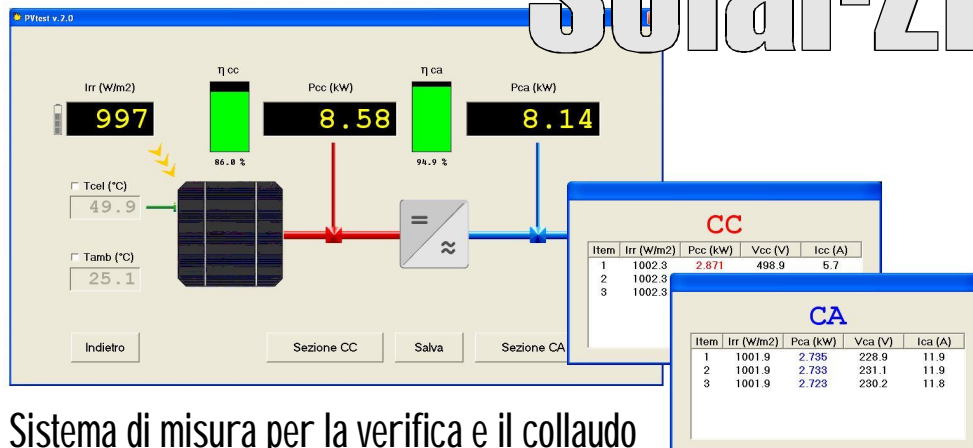 Solar-
PVtest v.2.0
Irr (W/m2)
η cc
Pcc (kW)
η ca
Pca (kW)
997
8.58
8.14
86.0 %
94.9 %
Tcel (°C)
49.9
=
≈
Tamb (°C)
25.1
Indietro
Sezione CC
Salva
Sezione CA
CC
Item Irr (W/m2) Pcc (kW) Vcc (V) Icc (A)
1 1002.3 2.871 498.9 5.7
2 1002.3
3 1002.3
CA
Item Irr (W/m2) Pca (kW) Vca (V) Ica (A)
1 1001.9 2.735 228.9 11.9
2 1001.9 2.733 231.1 11.9
3 1001.9 2.723 230.2 11.8
Sistema di misura per la verifica e il collaudo